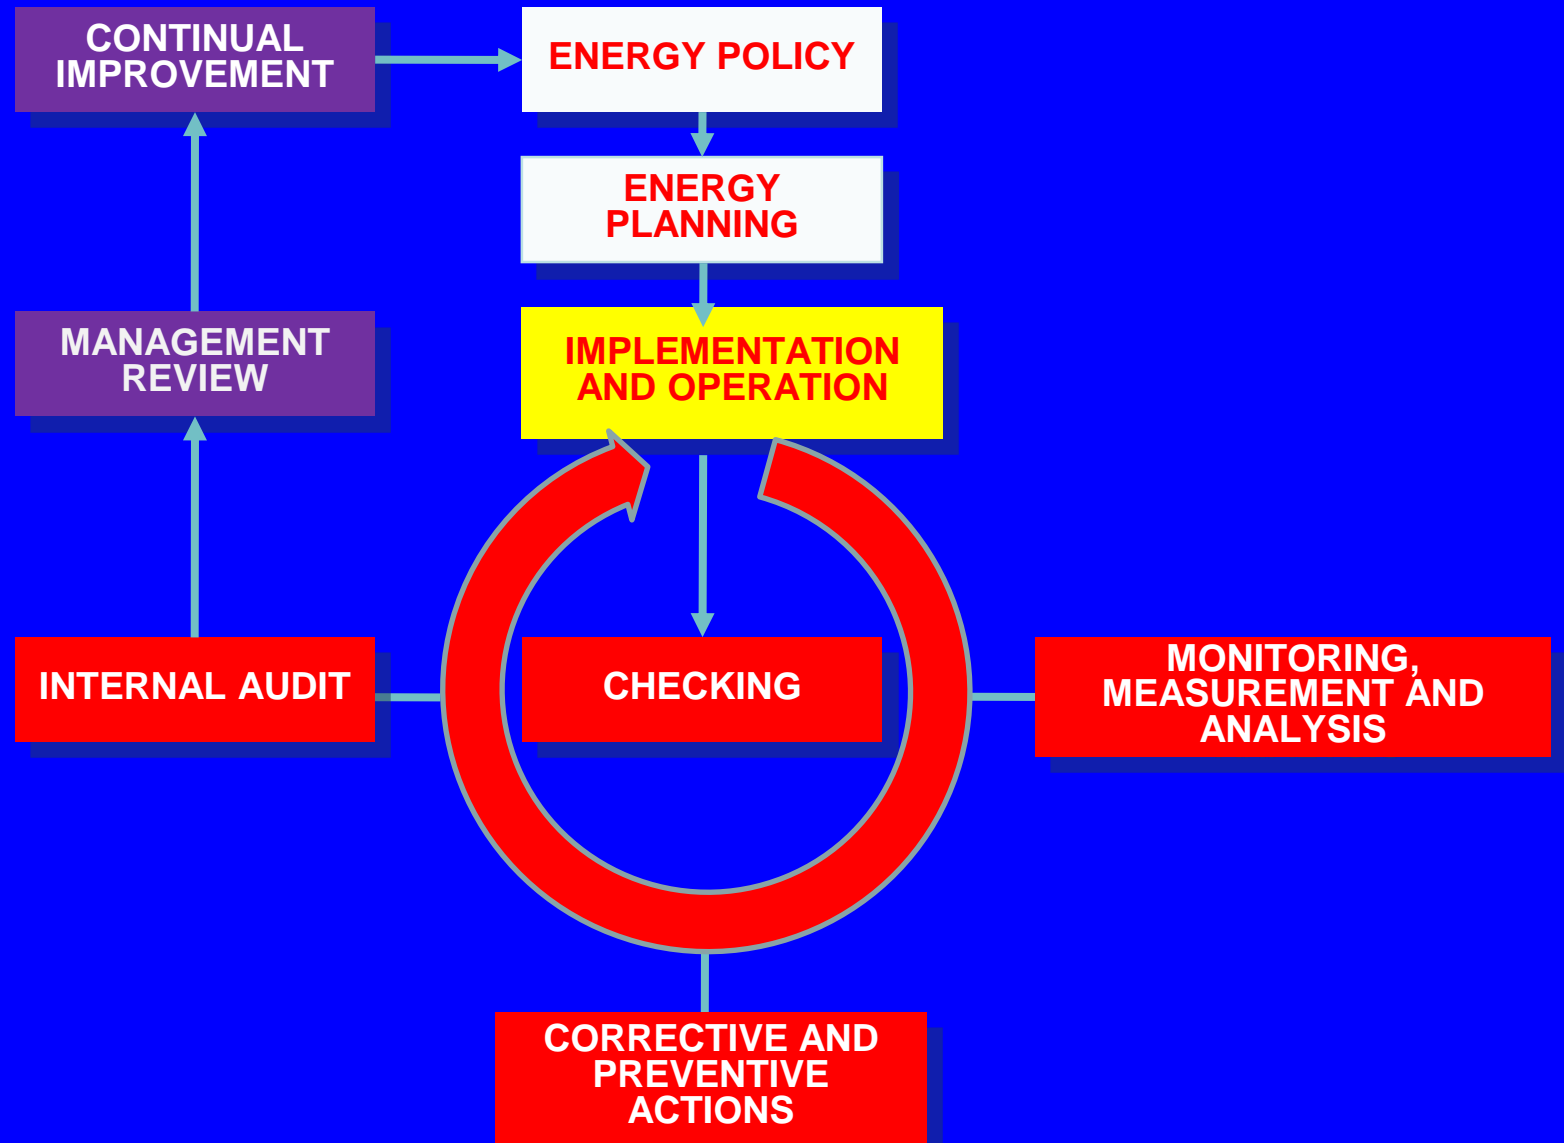 CONTINUAL
IMPROVEMENT
ENERGY POLICY
ENERGY
PLANNING
MANAGEMENT
REVIEW
IMPLEMENTATION
AND OPERATION
INTERNAL AUDIT
CHECKING
MONITORING,
MEASUREMENT AND
ANALYSIS
CORRECTIVE AND
PREVENTIVE
ACTIONS